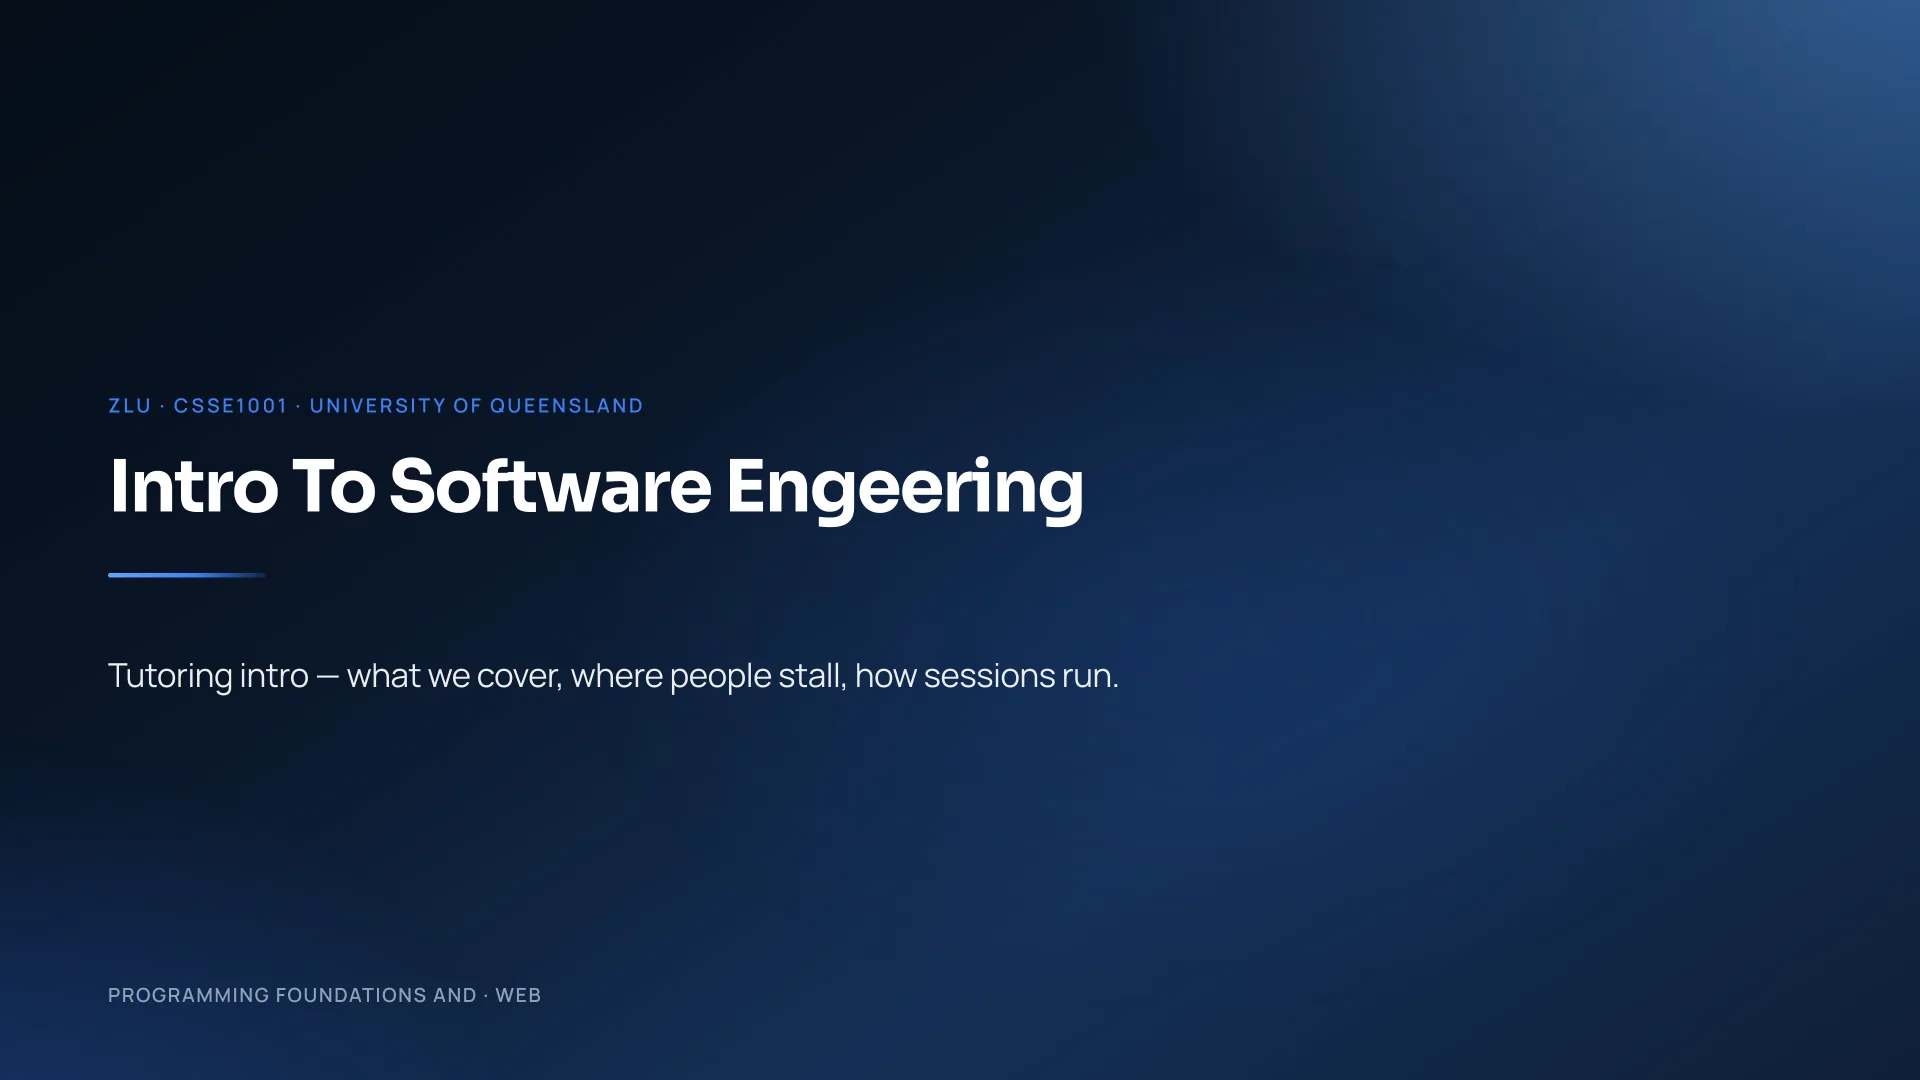 ZLU · CSSE1001 · UNIVERSITY OF QUEENSLAND
Intro To Software Engeering
Tutoring intro — what we cover, where people stall, how sessions run.
PROGRAMMING FOUNDATIONS AND · WEB